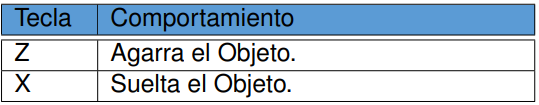 Tecla Comportamiento
Z Agarra el Objeto.
X Suelta el Objeto.